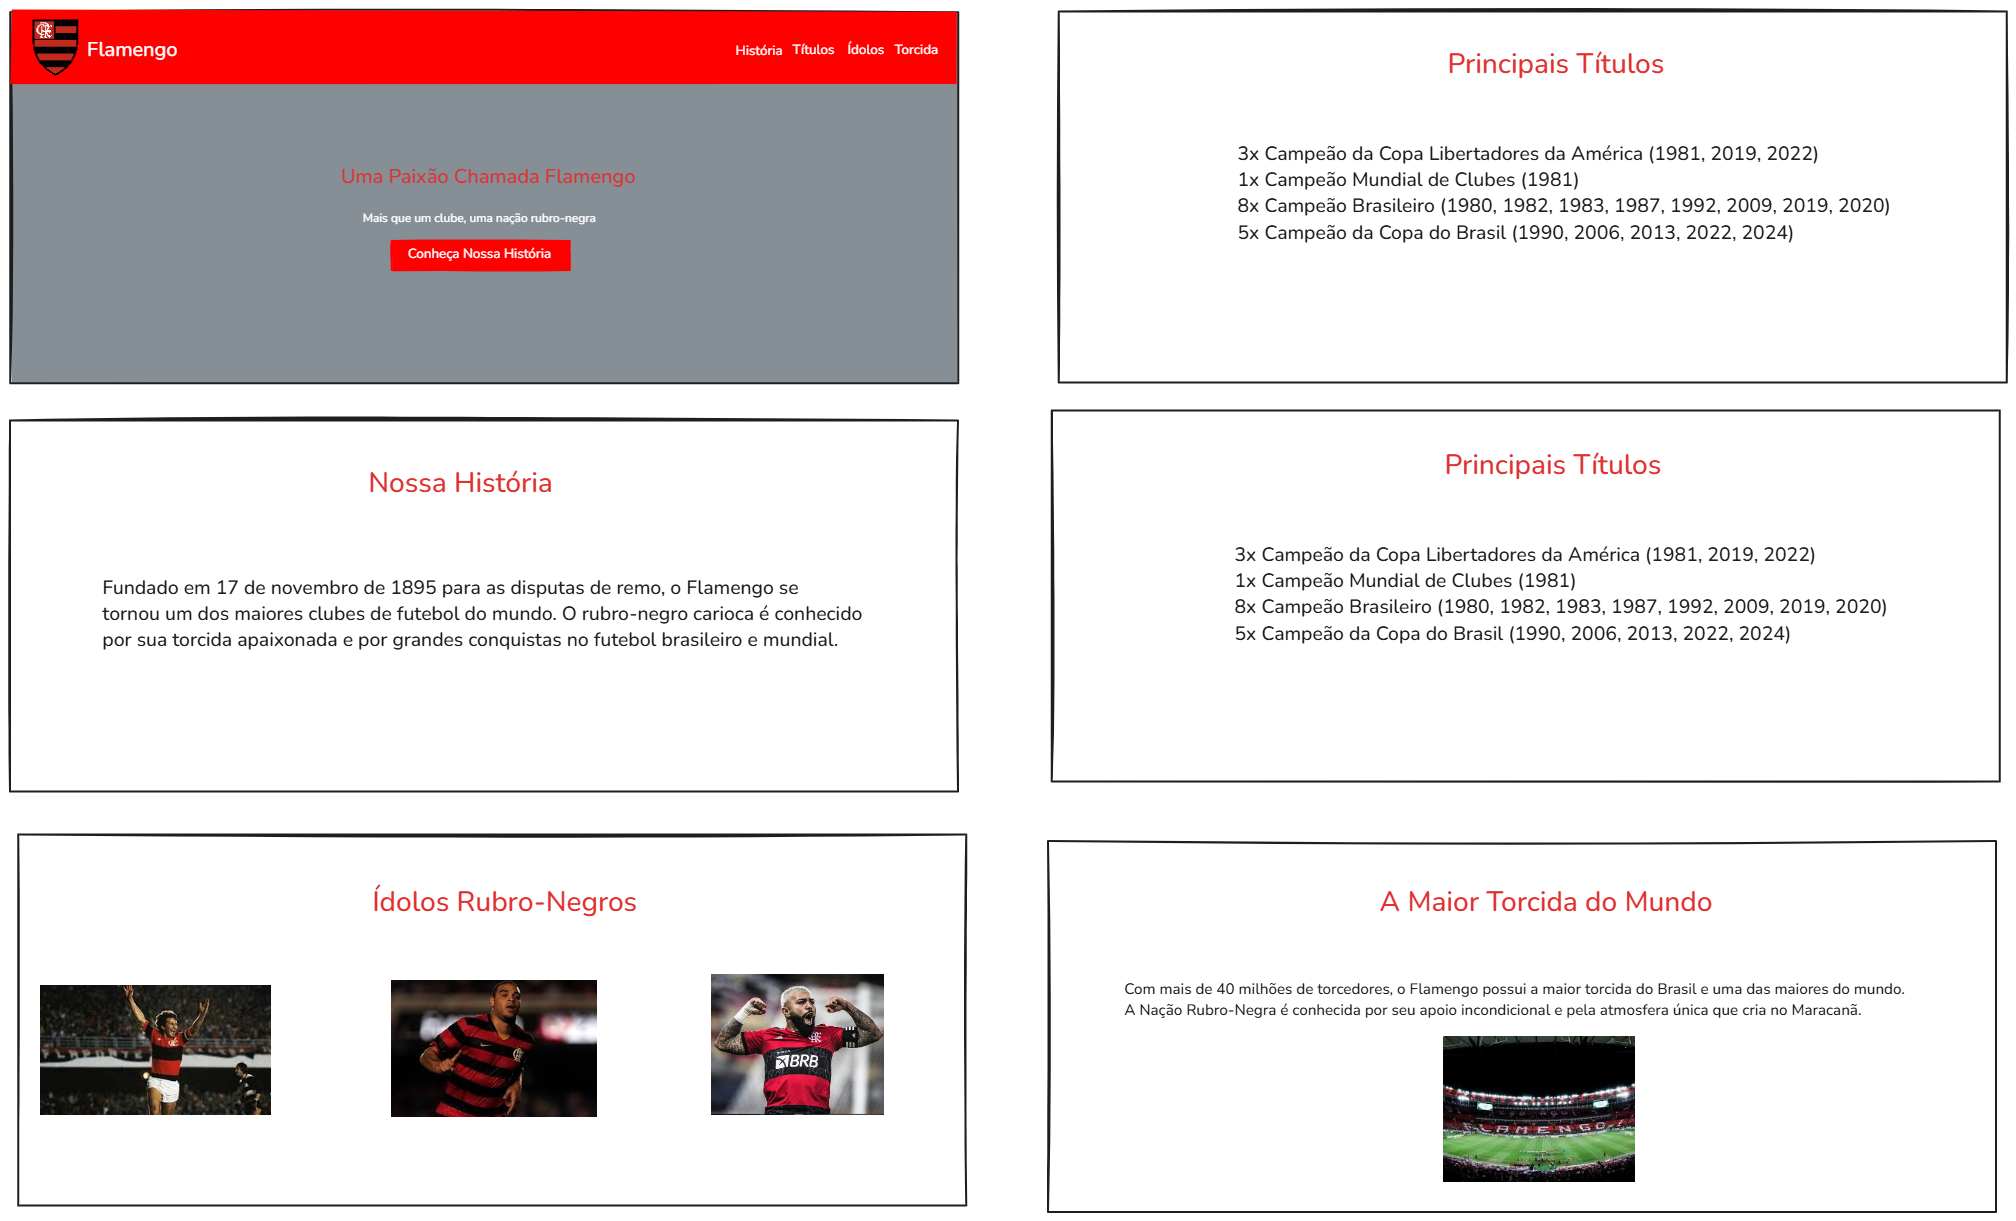 Flamengo
História Títulos Ídolos Torcida
Uma Paixão Chamada Flamengo
Mais que um clube, uma nação rubro-negra
Conheça Nossa História
Principais Títulos
3x Campeão da Copa Libertadores da América (1981, 2019, 2022)
1x Campeão Mundial de Clubes (1981)
8x Campeão Brasileiro (1980, 1982, 1983, 1987, 1992, 2009, 2019, 2020)
5x Campeão da Copa do Brasil (1990, 2006, 2013, 2022, 2024)
Nossa História
Fundado em 17 de novembro de 1895 para as disputas de remo, o Flamengo se
tornou um dos maiores clubes de futebol do mundo. O rubro-negro carioca é conhecido
por sua torcida apaixonada e por grandes conquistas no futebol brasileiro e mundial.
Principais Títulos
3x Campeão da Copa Libertadores da América (1981, 2019, 2022)
1x Campeão Mundial de Clubes (1981)
8x Campeão Brasileiro (1980, 1982, 1983, 1987, 1992, 2009, 2019, 2020)
5x Campeão da Copa do Brasil (1990, 2006, 2013, 2022, 2024)
Ídolos Rubro-Negros
BRB
A Maior Torcida do Mundo
Com mais de 40 milhões de torcedores, o Flamengo possui a maior torcida do Brasil e uma das maiores do mundo.
A Nação Rubro-Negra é conhecida por seu apoio incondicional e pela atmosfera única que cria no Maracanã.
FLAMENGO